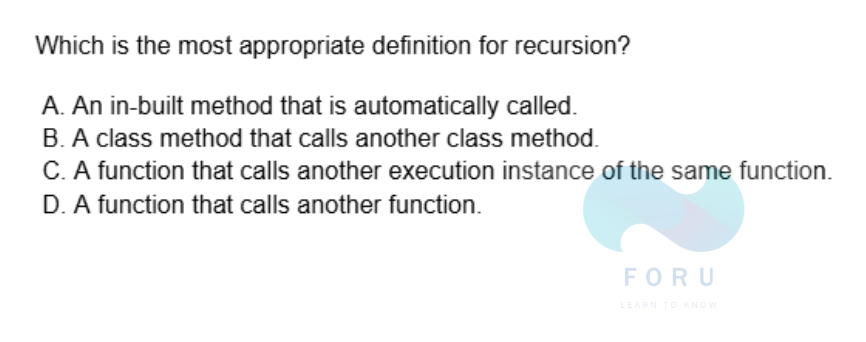 Which is the most appropriate definition for recursion?
A. An in-built method that is automatically called.
B. A class method that calls another class method.
C. A function that calls another execution instance of the same function.
D. A function that calls another function.
FORU
LEARN TO KNOW